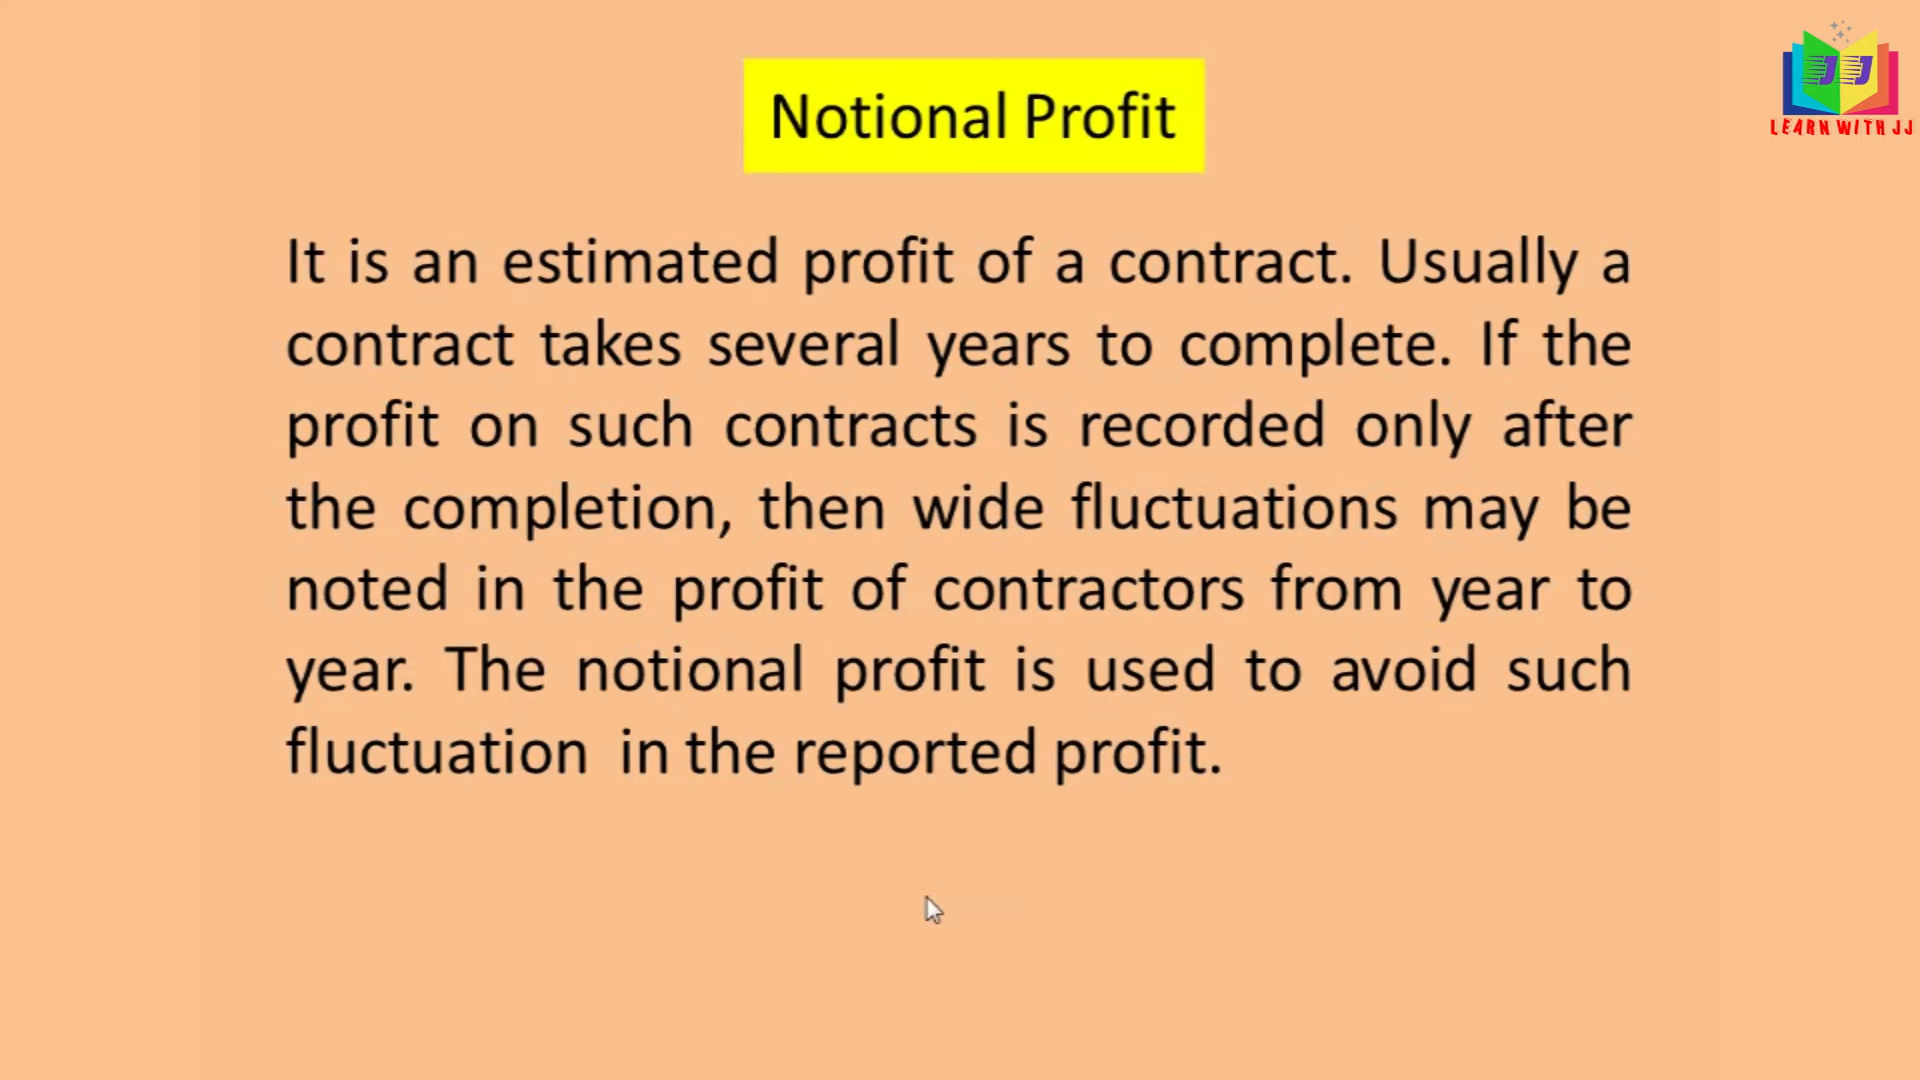 Notional Profit
JJ
LEARN WITH JJ
It is an estimated profit of a contract. Usually a
contract takes several years to complete. If the
profit on such contracts is recorded only after
the completion, then wide fluctuations may be
noted in the profit of contractors from year to
year. The notional profit is used to avoid such
fluctuation in the reported profit.